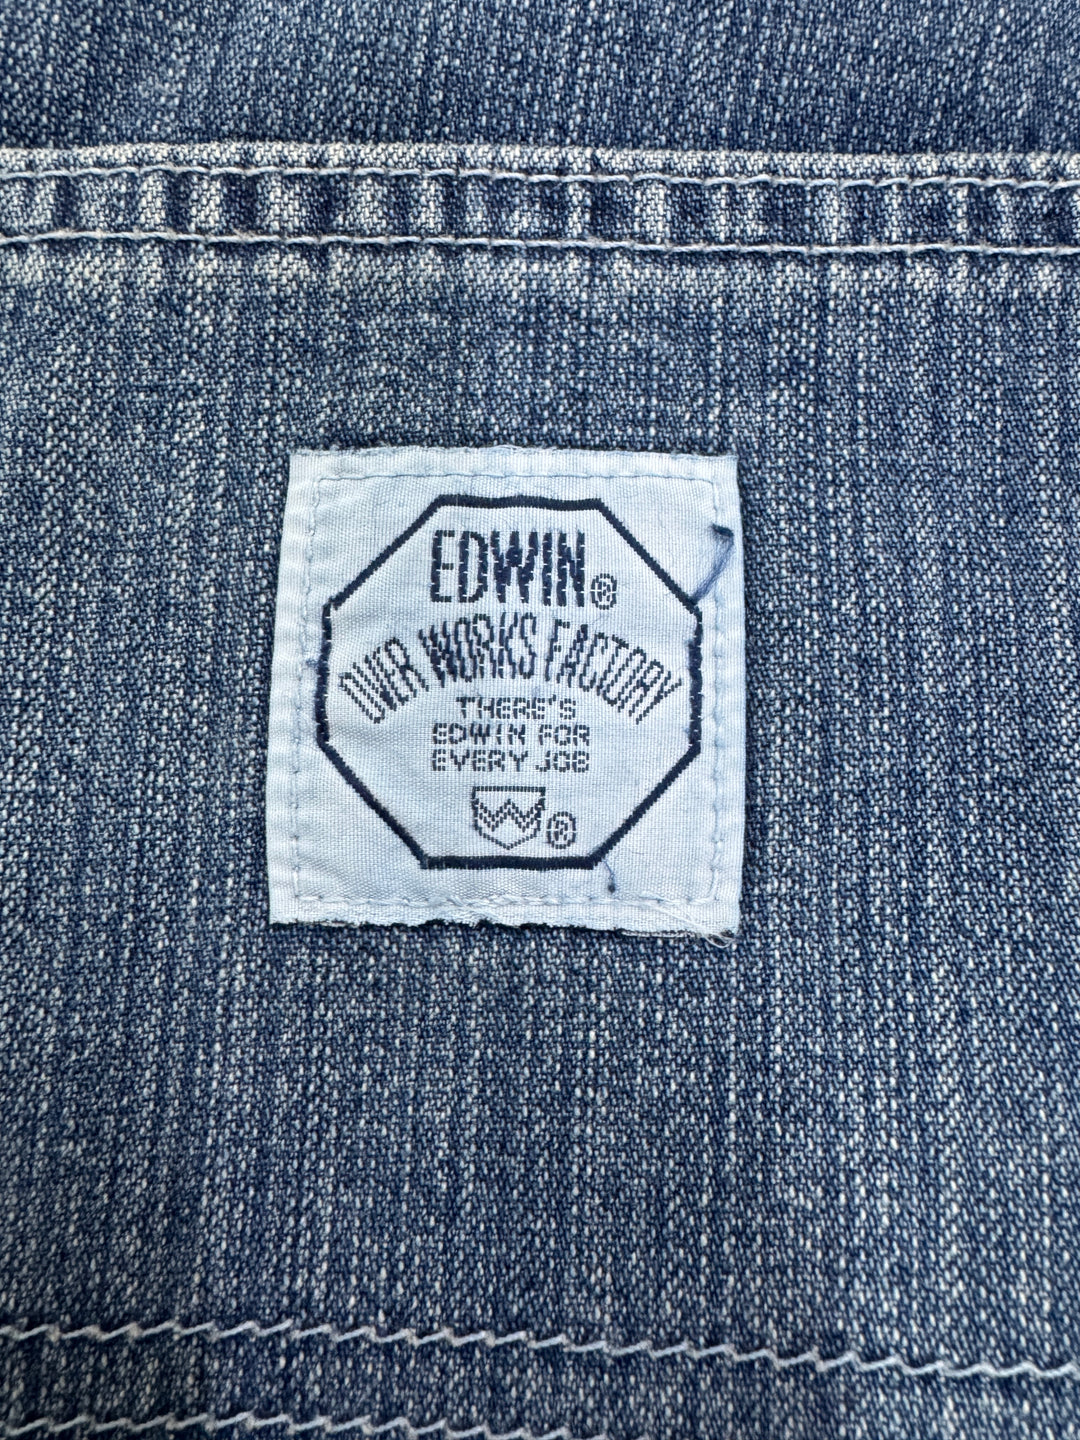 EDWIN®
OVER WORKS FACTORY
THERE'S
EDWIN FOR
EVERY JOB
W ®